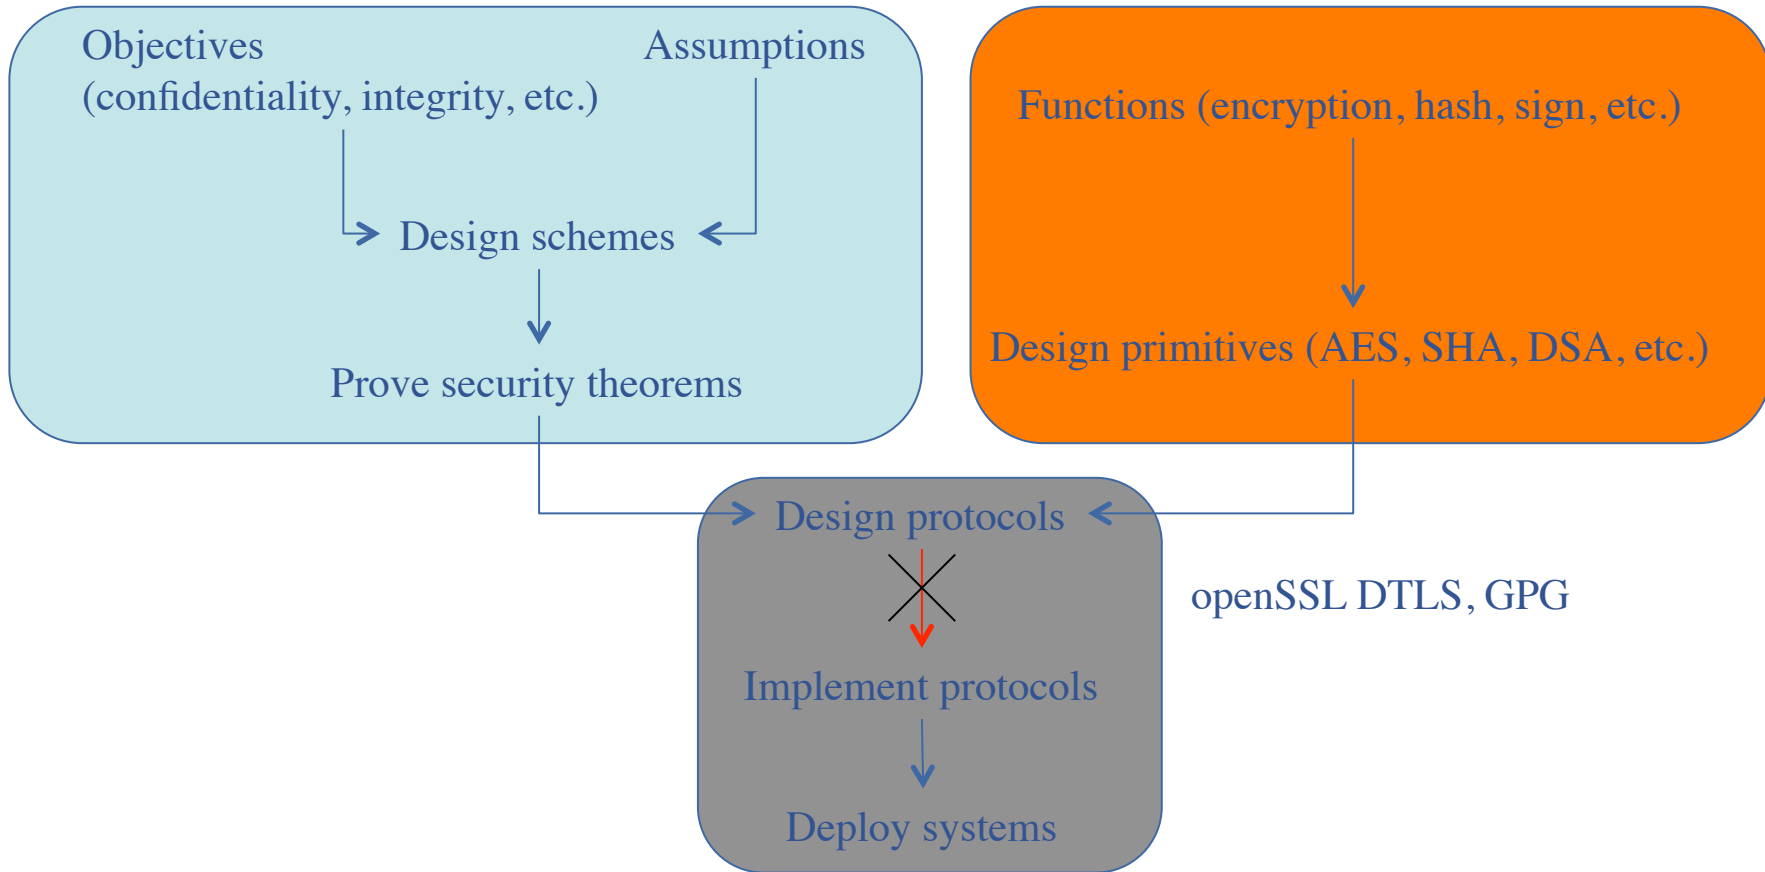 Objectives
(confidentiality, integrity, etc.)
Assumptions
Design schemes
Prove security theorems
Functions (encryption, hash, sign, etc.)
Design primitives (AES, SHA, DSA, etc.)
Design protocols
openSSL DTLS, GPG
Implement protocols
Deploy systems